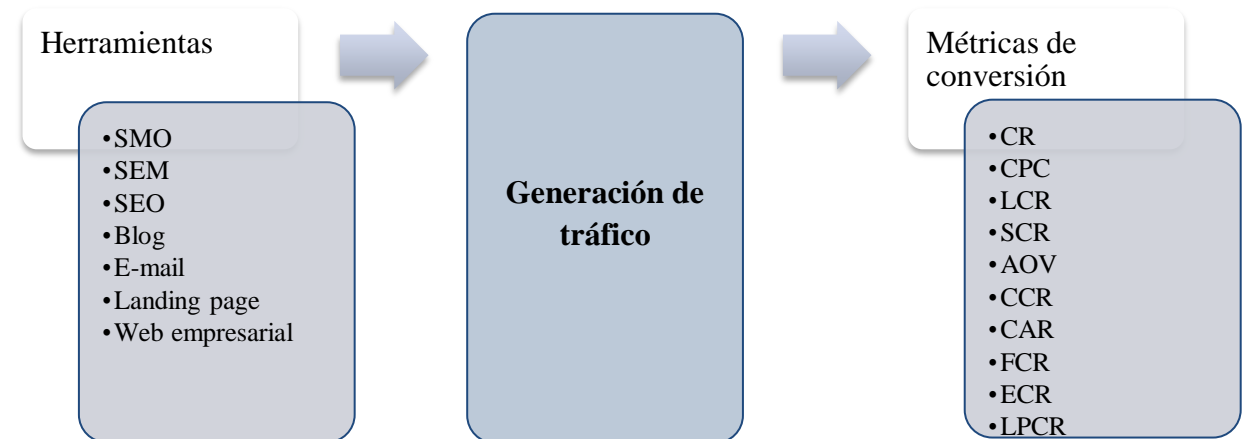 Herramientas
•SMO
•SEM
•SEO
•Blog
•E-mail
•Landing page
•Web empresarial
Generación de
tráfico
Métricas de
conversión
•CR
•CPC
•LCR
•SCR
•AOV
•CCR
•CAR
•FCR
•ECR
•LPCR